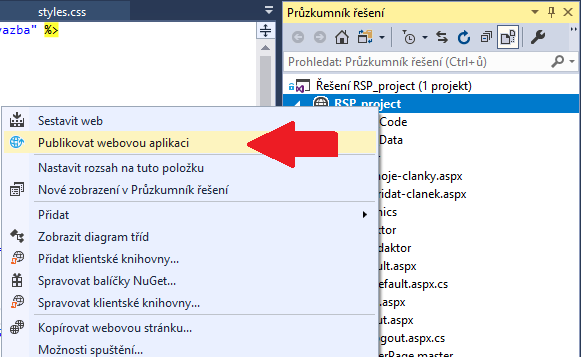 styles.css
vazba" %>
Průzkumník řešení
Prohledat: Průzkumník řešení (Ctrl+ů)
Řešení RSP_project (1 projekt)
RSP_project
Code
Data
Sestavit web
Publikovat webovou aplikaci
Nastavit rozsah na tuto položku
Nové zobrazení v Průzkumník řešení
Přidat
Zobrazit diagram tříd
Přidat klientské knihovny...
Spravovat balíčky NuGet...
Spravovat klientské knihovny...
Kopírovat webovou stránku...
Možnosti spuštění...
oje-clanky.aspx
ridat-clanek.aspx
nics
ktor
daktor
ult.aspx
efault.aspx.cs
.aspx
ut.aspx
gout.aspx.cs
erPage.master